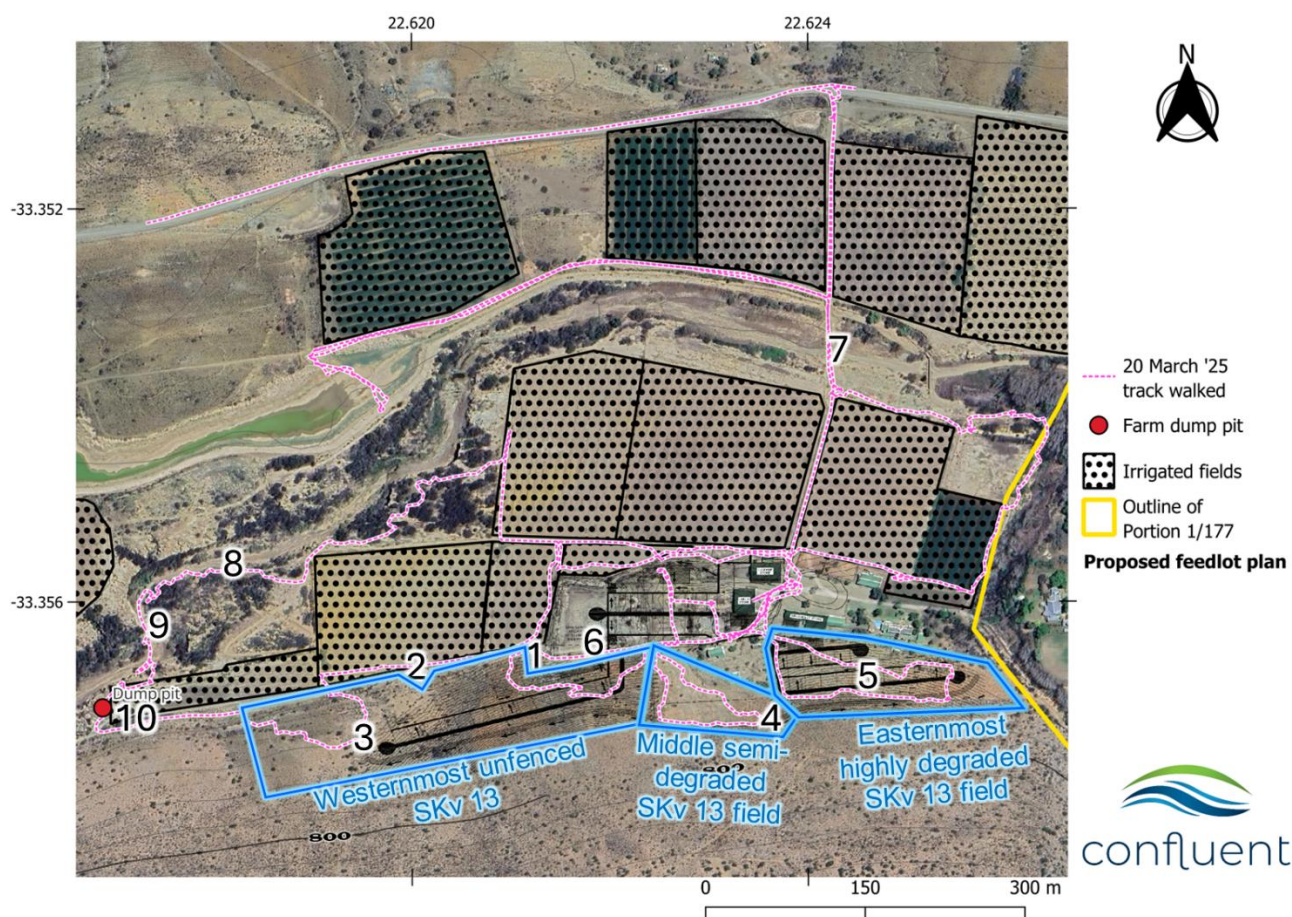 22.620
22.624
N
-33.352
7
20 March '25
track walked
Farm dump pit
Irrigated fields
Outline of
Portion 1/177
Proposed feedlot plan
8
-33.356
9
6
1
2
5
Dump pit
10
3
4
Westernmost unfenced
SKv 13
Middle semi-
degraded
SKv 13 field
Easternmost
highly degraded
SKv 13 field
800
802
confluent
0
150
300 m